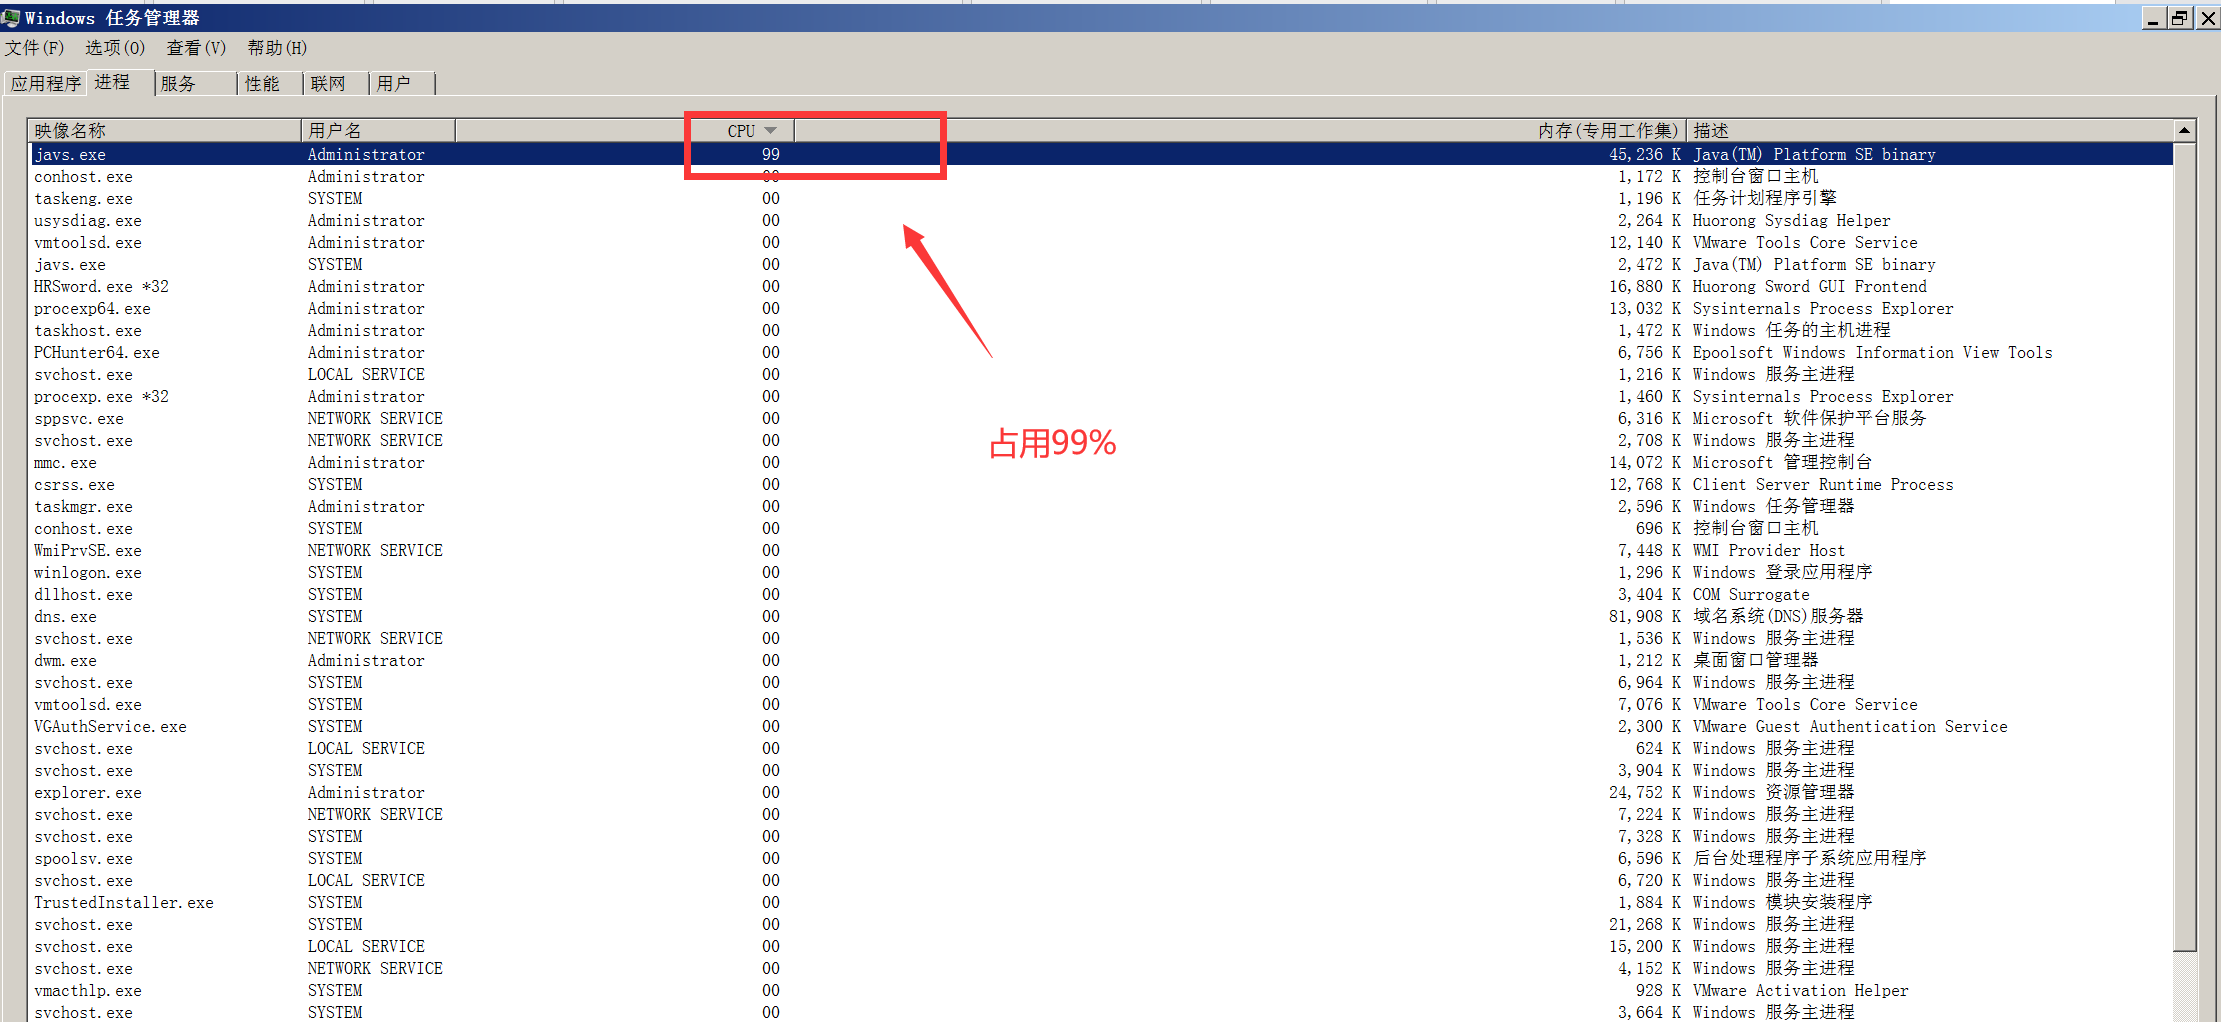 Windows 任务管理器
文件(F) 选项(O) 查看(V) 帮助(H)
应用程序 进程 服务 性能 联网 用户
映像名称 用户名 CPU 内存(专用工作集) 描述
javs.exe Administrator 99 45,236 K Java(TM) Platform SE binary
conhost.exe Administrator 00 1,172 K 控制台窗口主机
taskeng.exe SYSTEM 00 1,196 K 任务计划程序引擎
usysdiag.exe Administrator 00 2,264 K Huorong Sysdiag Helper
vmtoolsd.exe Administrator 00 12,140 K VMware Tools Core Service
javs.exe SYSTEM 00 2,472 K Java(TM) Platform SE binary
HRSword.exe *32 Administrator 00 16,880 K Huorong Sword GUI Frontend
procexp64.exe Administrator 00 13,032 K Sysinternals Process Explorer
taskhost.exe Administrator 00 1,472 K Windows 任务的主机进程
PCHunter64.exe Administrator 00 6,756 K Epoolsoft Windows Information View Tools
svchost.exe LOCAL SERVICE 00 1,216 K Windows 服务主进程
procexp.exe *32 Administrator 00 1,460 K Sysinternals Process Explorer
sppsvc.exe NETWORK SERVICE 00 6,316 K Microsoft 软件保护平台服务
svchost.exe NETWORK SERVICE 00 2,708 K Windows 服务主进程
占用99%
mmc.exe Administrator 00 14,072 K Microsoft 管理控制台
csrss.exe SYSTEM 00 12,768 K Client Server Runtime Process
taskmgr.exe Administrator 00 2,596 K Windows 任务管理器
conhost.exe SYSTEM 00 696 K 控制台窗口主机
WmiPrvSE.exe NETWORK SERVICE 00 7,448 K WMI Provider Host
winlogon.exe SYSTEM 00 1,296 K Windows 登录应用程序
dllhost.exe SYSTEM 00 3,404 K COM Surrogate
dns.exe SYSTEM 00 81,908 K 域名系统(DNS)服务器
svchost.exe NETWORK SERVICE 00 1,536 K Windows 服务主进程
dwm.exe Administrator 00 1,212 K 桌面窗口管理器
svchost.exe SYSTEM 00 6,964 K Windows 服务主进程
vmtoolsd.exe SYSTEM 00 7,076 K VMware Tools Core Service
VGAuthService.exe SYSTEM 00 2,300 K VMware Guest Authentication Service
svchost.exe LOCAL SERVICE 00 624 K Windows 服务主进程
svchost.exe SYSTEM 00 3,904 K Windows 服务主进程
explorer.exe Administrator 00 24,752 K Windows 资源管理器
svchost.exe NETWORK SERVICE 00 7,224 K Windows 服务主进程
svchost.exe SYSTEM 00 7,328 K Windows 服务主进程
spoolsv.exe SYSTEM 00 6,596 K 后台处理程序子系统应用程序
svchost.exe LOCAL SERVICE 00 6,720 K Windows 服务主进程
TrustedInstaller.exe SYSTEM 00 1,884 K Windows 模块安装程序
svchost.exe SYSTEM 00 21,268 K Windows 服务主进程
svchost.exe LOCAL SERVICE 00 15,200 K Windows 服务主进程
svchost.exe NETWORK SERVICE 00 4,152 K Windows 服务主进程
vmacthlp.exe SYSTEM 00 928 K VMware Activation Helper
svchost.exe SYSTEM 00 3,664 K Windows 服务主进程